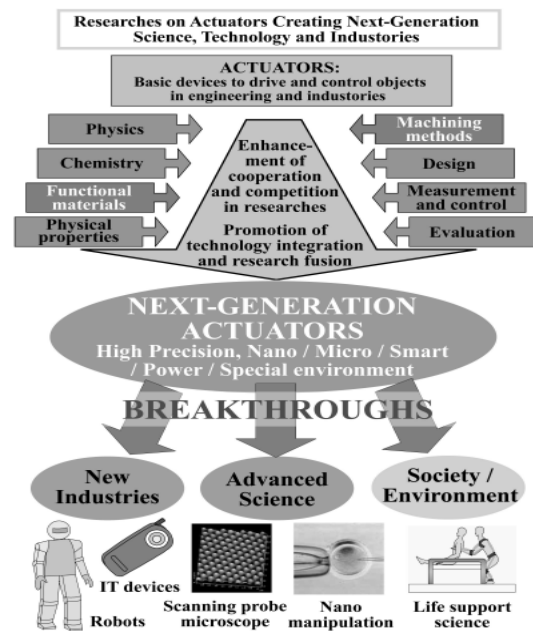 Researches on Actuators Creating Next-Generation
Science, Technology and Industories
ACTUATORS:
Basic devices to drive and control objects
in engineering and industories
Physics
Chemistry
Functional
materials
Physical
properties
Enhance-
ment of
cooperation
and competition
in researches
Promotion of
technology integration
and research fusion
Machining
methods
Design
Measurement
and control
Evaluation
NEXT-GENERATION
ACTUATORS
High Precision, Nano / Micro / Smart
/ Power / Special environment
BREAKTHROUGHS
New
Industries
Advanced
Science
Society /
Environment
IT devices
Robots
Scanning probe
microscope
Nano
manipulation
Life support
science